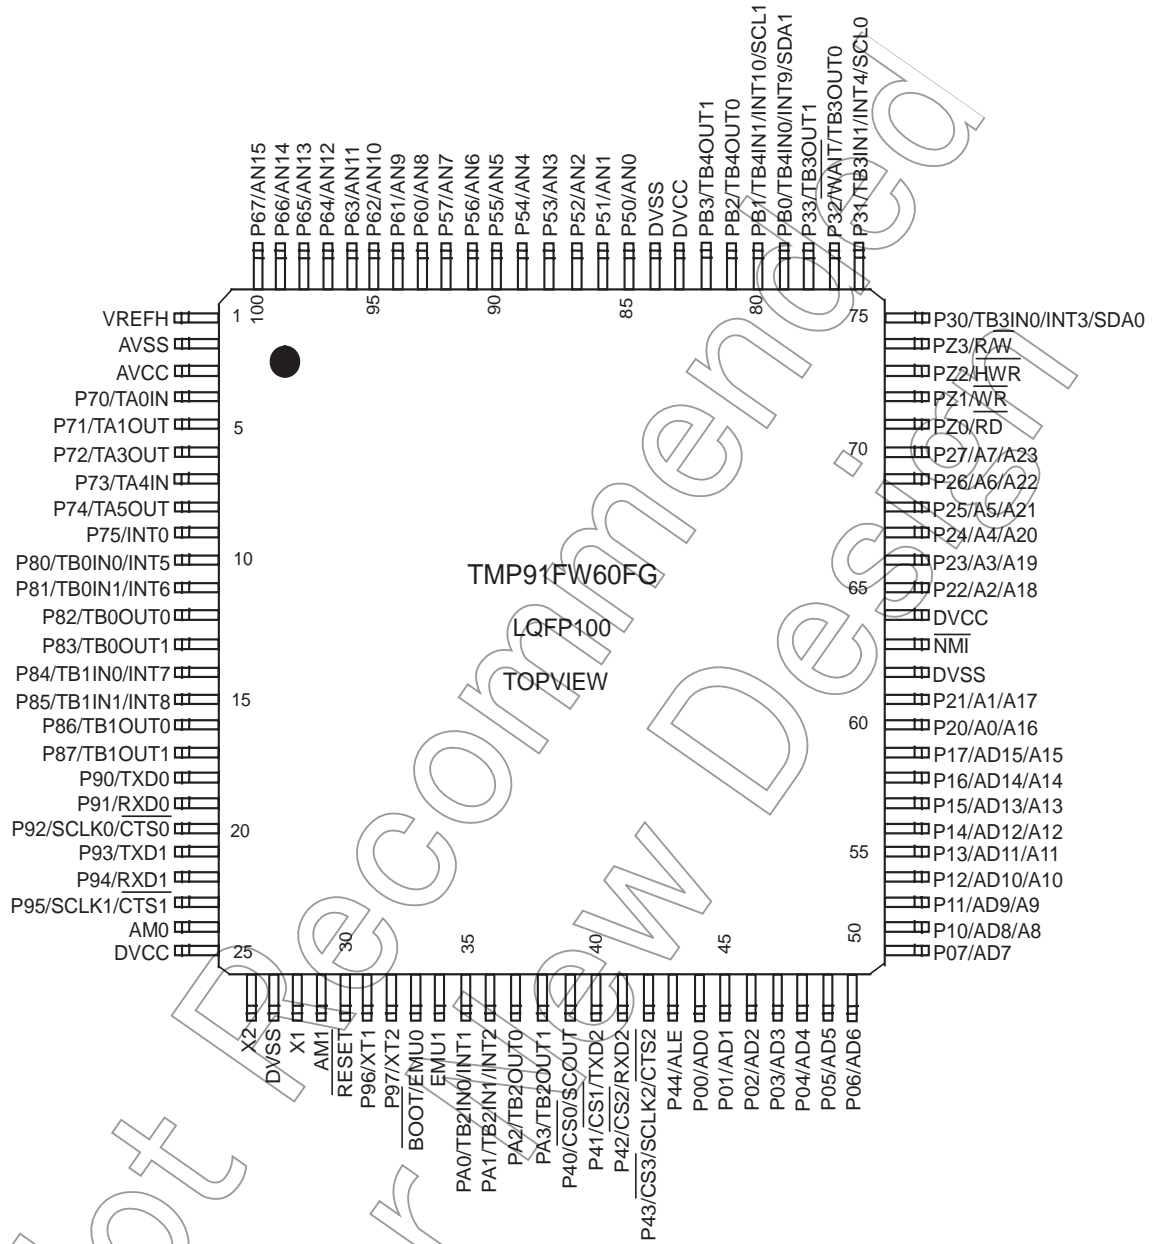 P67/AN15
P66/AN14
P65/AN13
P64/AN12
P63/AN11
P62/AN10
P61/AN9
P60/AN8
P57/AN7
P56/AN6
P55/AN5
P54/AN4
P53/AN3
P52/AN2
P51/AN1
P50/AN0
DVSS
DVCC
PB3/TB4OUT1
PB2/TB4OUT0
PB1/TB4IN1/INT10/SCL1
PB0/TB4IN0/INT9/SDA1
P33/TB3OUT1
P32/WAIT/TB3OUT0
P31/TB3IN1/INT4/SCL0
100
95
90
85
80
1
5
10
15
20
25
VREFH
AVSS
AVCC
P70/TA0IN
P71/TA1OUT
P72/TA3OUT
P73/TA4IN
P74/TA5OUT
P75/INT0
P80/TB0IN0/INT5
P81/TB0IN1/INT6
P82/TB0OUT0
P83/TB0OUT1
P84/TB1IN0/INT7
P85/TB1IN1/INT8
P86/TB1OUT0
P87/TB1OUT1
P90/TXD0
P91/RXD0
P92/SCLK0/CTS0
P93/TXD1
P94/RXD1
P95/SCLK1/CTS1
AM0
DVCC
TMP91FW60FG
LQFP100
TOPVIEW
75
70
65
60
55
50
P30/TB3IN0/INT3/SDA0
PZ3/R/W
PZ2/HWR
PZ1/WR
PZ0/RD
P27/A7/A23
P26/A6/A22
P25/A5/A21
P24/A4/A20
P23/A3/A19
P22/A2/A18
DVCC
NMI
DVSS
P21/A1/A17
P20/A0/A16
P17/AD15/A15
P16/AD14/A14
P15/AD13/A13
P14/AD12/A12
P13/AD11/A11
P12/AD10/A10
P11/AD9/A9
P10/AD8/A8
P07/AD7
30
35
40
45
X2
DVSS
X1
AM1
RESET
P96/XT1
P97/XT2
BOOT/EMU0
EMU1
PA0/TB2IN0/INT1
PA1/TB2IN1/INT2
PA2/TB2OUT0
PA3/TB2OUT1
P40/CS0/SCOUT
P41/CS1/TXD2
P42/CS2/RXD2
P43/CS3/SCLK2/CTS2
P44/ALE
P00/AD0
P01/AD1
P02/AD2
P03/AD3
P04/AD4
P05/AD5
P06/AD6
ot Recommended
r New Design